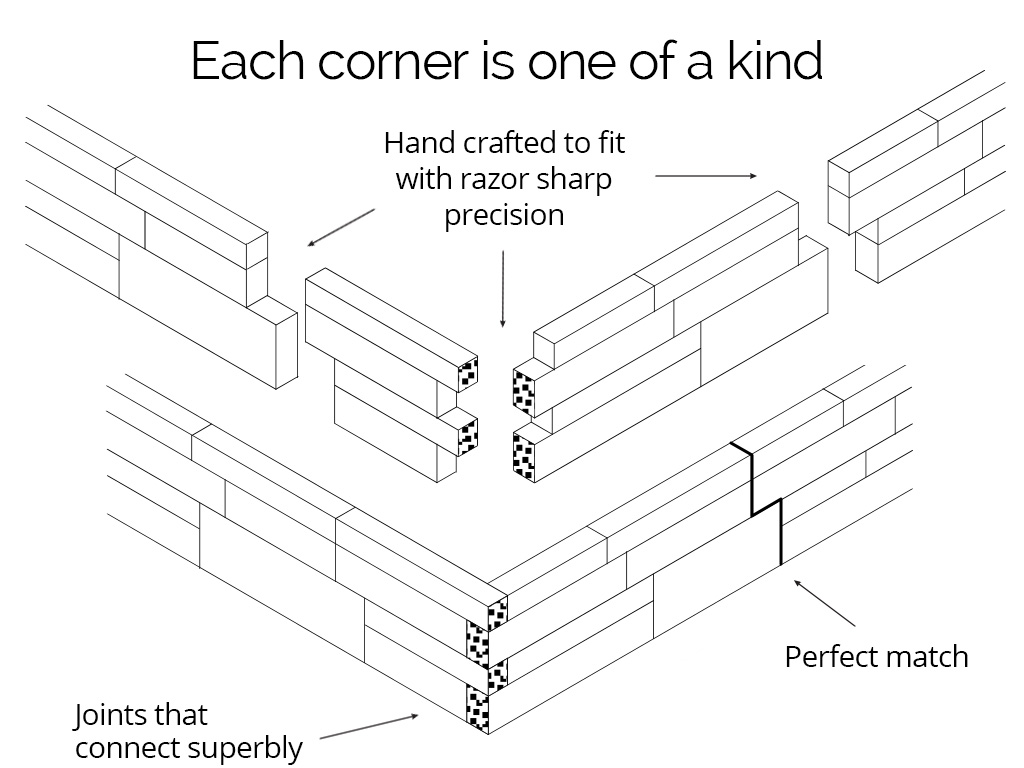 Each corner is one of a kind
Hand crafted to fit
with razor sharp
precision
Perfect match
Joints that
connect superbly